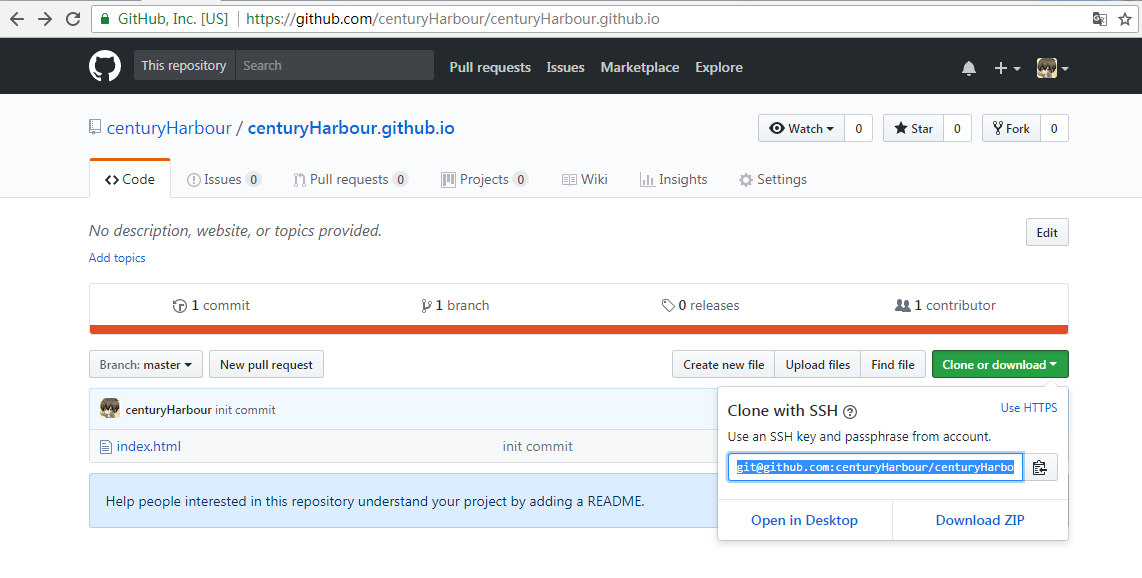 GitHub, Inc. [US] https://github.com/centuryHarbour/centuryHarbour.github.io
This repository Search Pull requests Issues Marketplace Explore
centuryHarbour / centuryHarbour.github.io Watch 0 Star 0 Fork 0
Code Issues 0 Pull requests 0 Projects 0 Wiki Insights Settings
No description, website, or topics provided. Edit
Add topics
1 commit 1 branch 0 releases 1 contributor
Branch: master New pull request Create new file Upload files Find file Clone or download
centuryHarbour init commit
index.html init commit
Help people interested in this repository understand your project by adding a README.
Clone with SSH Use HTTPS
Use an SSH key and passphrase from account.
git@github.com:centuryHarbour/centuryHarbo
Open in Desktop Download ZIP